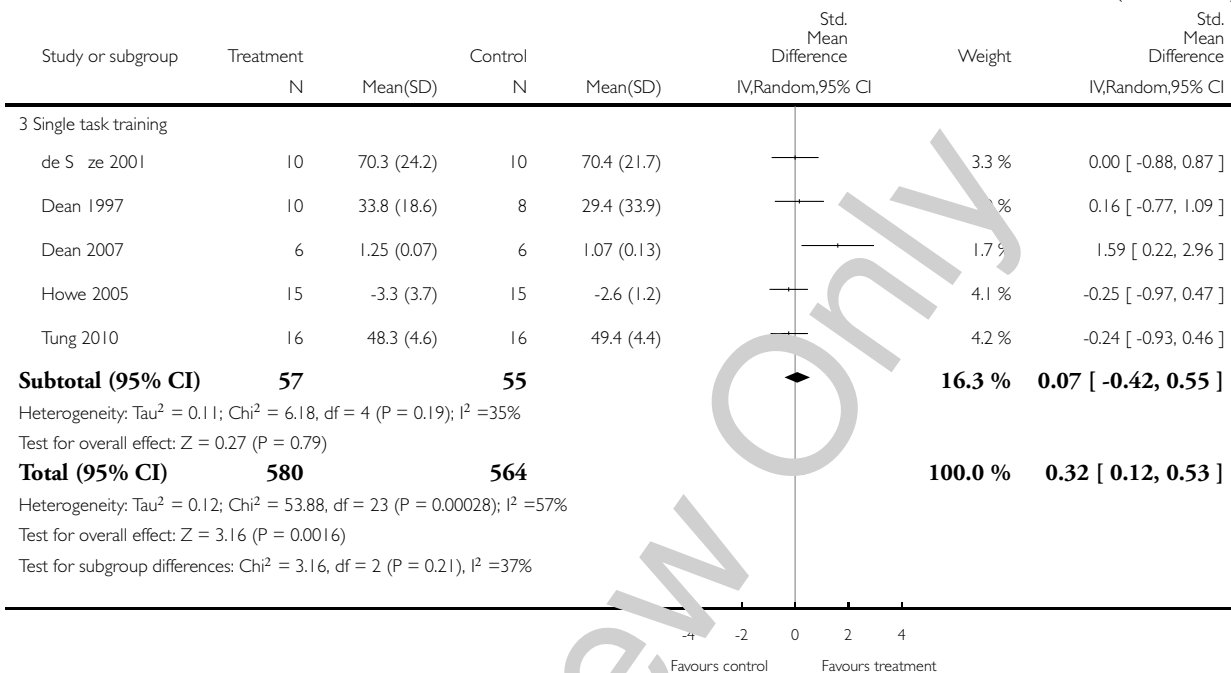 Study or subgroup Treatment Control Std. Mean Difference Weight Std. Mean Difference
N Mean(SD) N Mean(SD) IV,Random,95% CI IV,Random,95% CI
3 Single task training
de S ze 2001 10 70.3 (24.2) 10 70.4 (21.7) 3.3 % 0.00 [ -0.88, 0.87 ]
Dean 1997 10 33.8 (18.6) 8 29.4 (33.9) % 0.16 [ -0.77, 1.09 ]
Dean 2007 6 1.25 (0.07) 6 1.07 (0.13) 1.7 % 1.59 [ 0.22, 2.96 ]
Howe 2005 15 -3.3 (3.7) 15 -2.6 (1.2) 4.1 % -0.25 [ -0.97, 0.47 ]
Tung 2010 16 48.3 (4.6) 16 49.4 (4.4) 4.2 % -0.24 [ -0.93, 0.46 ]
Subtotal (95% CI) 57 55 16.3 % 0.07 [ -0.42, 0.55 ]
Heterogeneity: Tau² = 0.11; Chi² = 6.18, df = 4 (P = 0.19); I² =35%
Test for overall effect: Z = 0.27 (P = 0.79)
Total (95% CI) 580 564 100.0 % 0.32 [ 0.12, 0.53 ]
Heterogeneity: Tau² = 0.12; Chi² = 53.88, df = 23 (P = 0.00028); I² =57%
Test for overall effect: Z = 3.16 (P = 0.0016)
Test for subgroup differences: Chi² = 3.16, df = 2 (P = 0.21), I² =37%
-4 -2 0 2 4
Favours control Favours treatment
ew Only